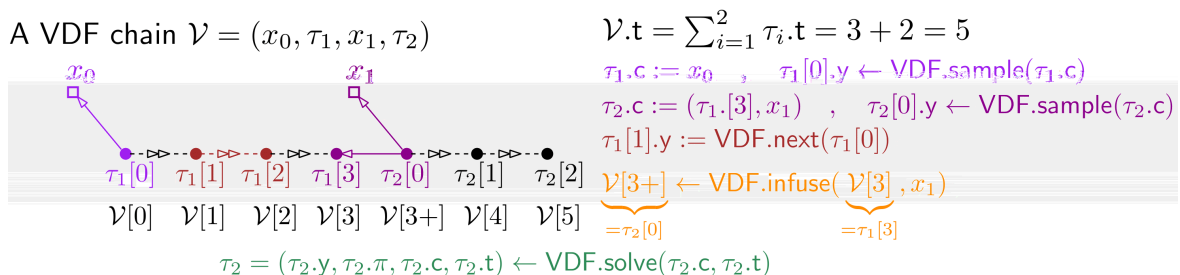 A VDF chain 𝒱 = (x₀, τ₁, x₁, τ₂)
x₀ x₁
τ₁[0] τ₁[1] τ₁[2] τ₁[3] τ₂[0] τ₂[1] τ₂[2]
𝒱[0] 𝒱[1] 𝒱[2] 𝒱[3] 𝒱[3+] 𝒱[4] 𝒱[5]
𝒱.t = ∑²ᵢ₌₁ τᵢ.t = 3 + 2 = 5
τ₁.c := x₀ , τ₁[0].y ← VDF.sample(τ₁.c)
τ₂.c := (τ₁.[3], x₁) , τ₂[0].y ← VDF.sample(τ₂.c)
τ₁[1].y := VDF.next(τ₁[0])
𝒱[3+] ← VDF.infuse( 𝒱[3] , x₁)
=τ₂[0] =τ₁[3]
τ₂ = (τ₂.y, τ₂.π, τ₂.c, τ₂.t) ← VDF.solve(τ₂.c, τ₂.t)